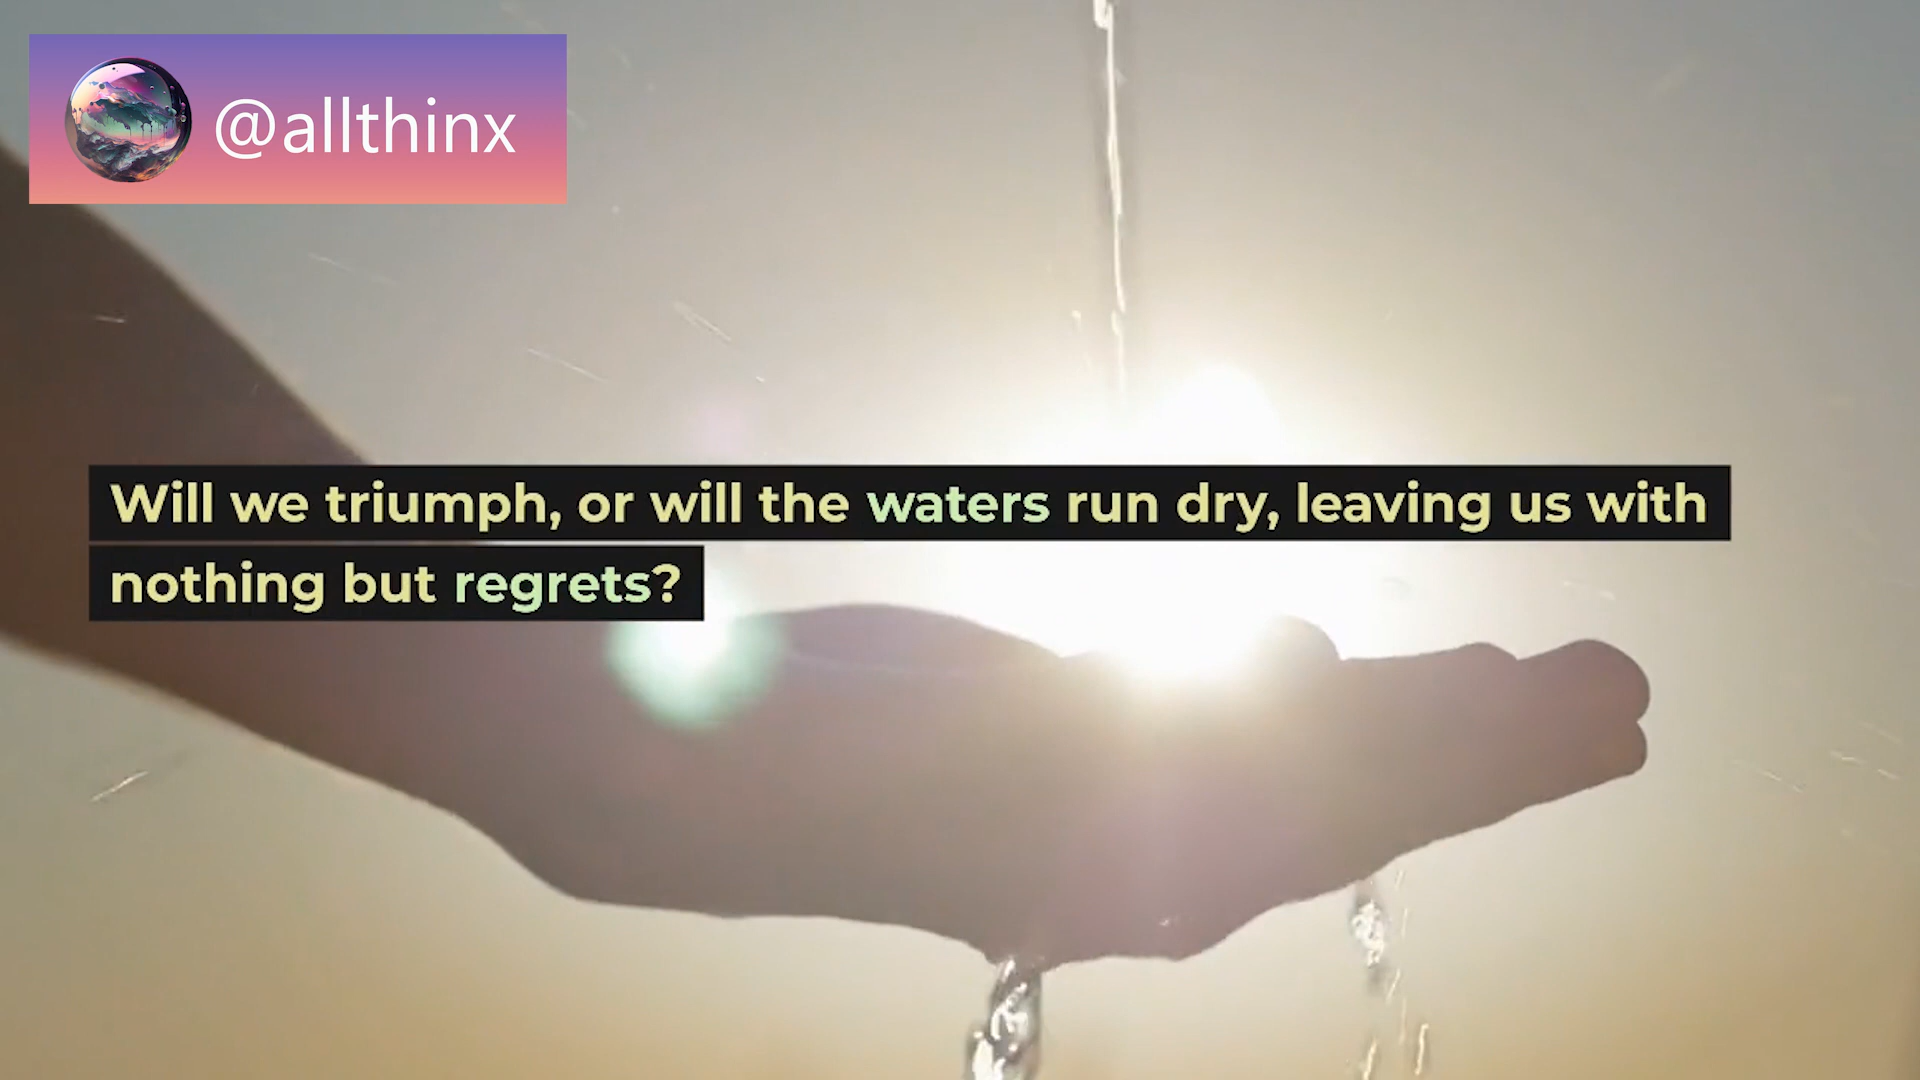 @allthinx
Will we triumph, or will the waters run dry, leaving us with
nothing but regrets?